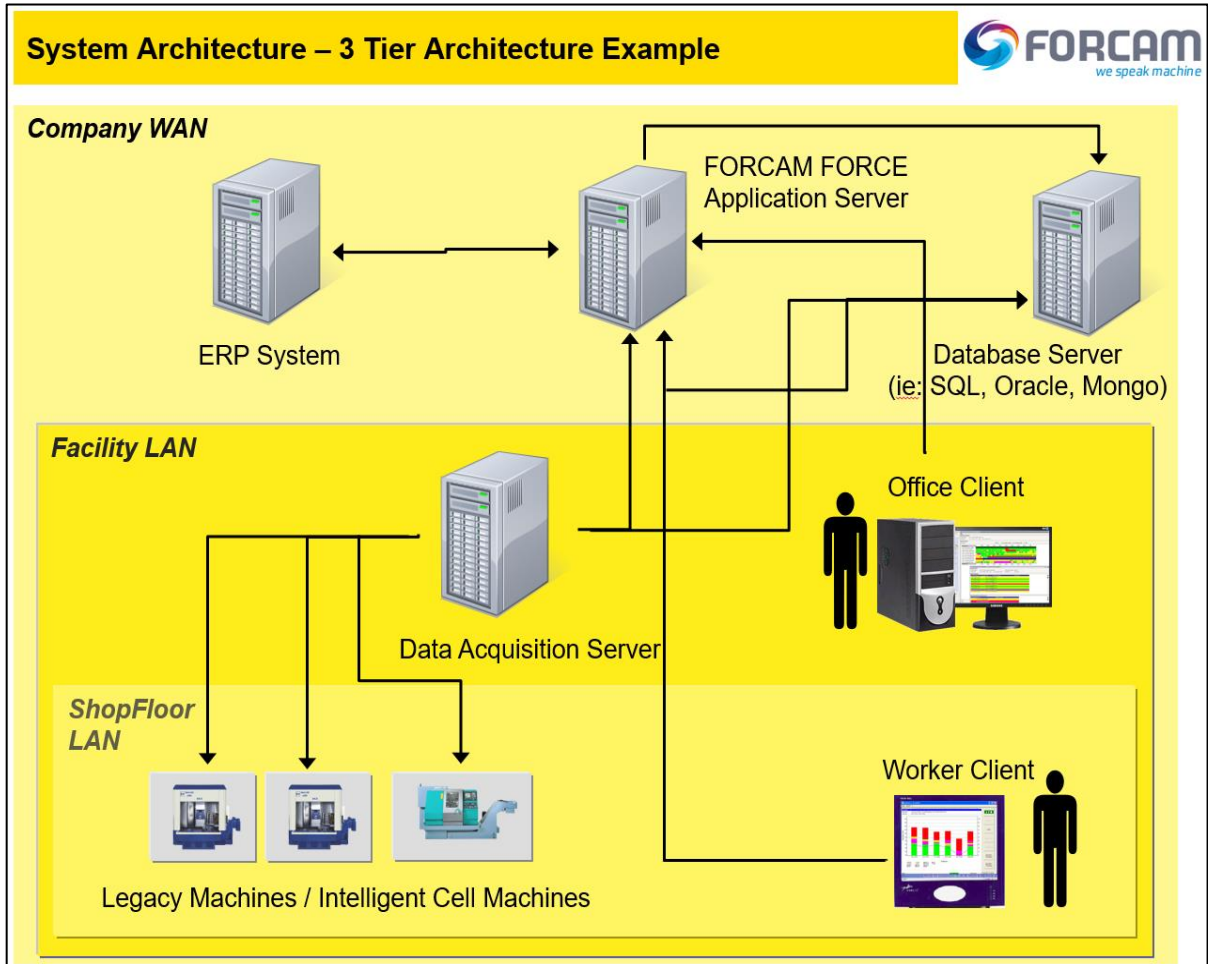 System Architecture – 3 Tier Architecture Example
FORCAM
we speak machine
Company WAN
FORCAM FORCE
Application Server
ERP System
Database Server
(ie: SQL, Oracle, Mongo)
Facility LAN
Office Client
Data Acquisition Server
ShopFloor
LAN
Worker Client
Legacy Machines / Intelligent Cell Machines